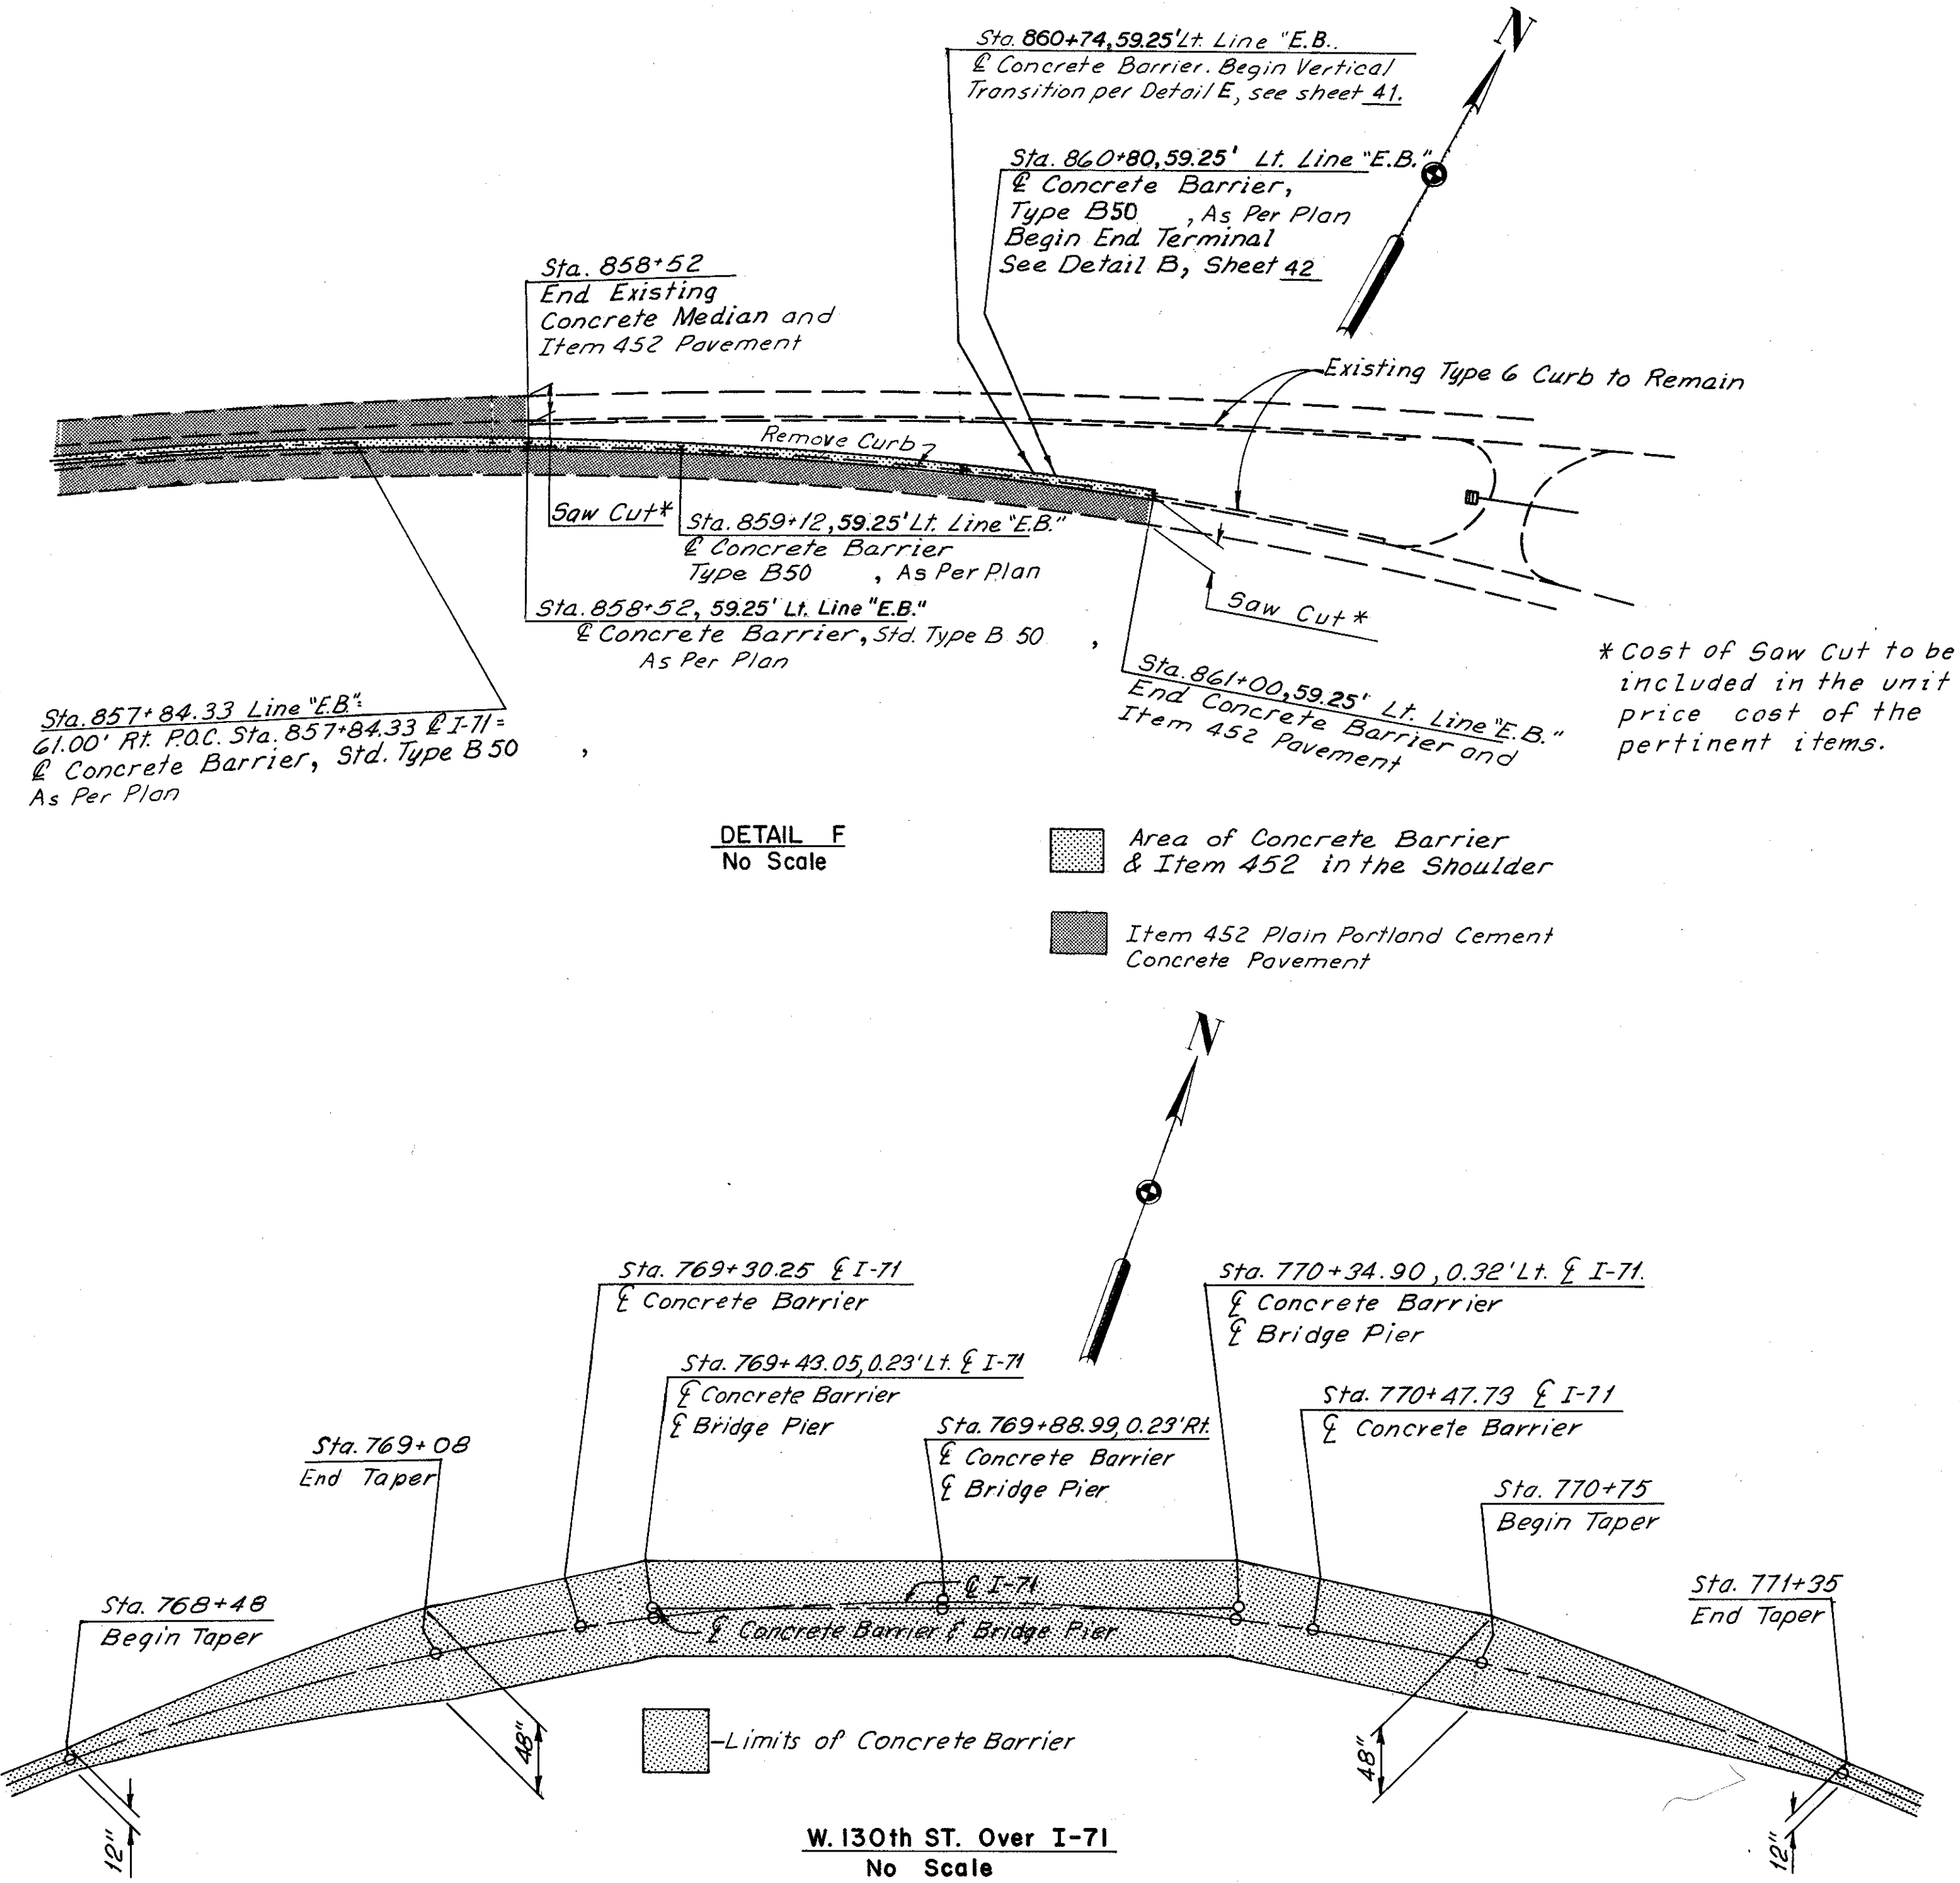 N
Sta. 860+74, 59.25' Lt. Line "E.B..
℄ Concrete Barrier. Begin Vertical
Transition per Detail E, see sheet 41.
Sta. 860+80, 59.25' Lt. Line "E.B."
℄ Concrete Barrier,
Type B50 , As Per Plan
Begin End Terminal
See Detail B, Sheet 42
Sta. 858+52
End Existing
Concrete Median and
Item 452 Pavement
Existing Type 6 Curb to Remain
Remove Curb
Saw Cut*
Sta. 859+12, 59.25' Lt. Line "E.B."
℄ Concrete Barrier
Type B50 , As Per Plan
Sta. 858+52, 59.25' Lt. Line "E.B."
℄ Concrete Barrier, Std. Type B 50 ,
As Per Plan
Saw Cut *
Sta. 861+00, 59.25' Lt. Line "E.B."
End Concrete Barrier and
Item 452 Pavement
* Cost of Saw Cut to be
included in the unit
price cost of the
pertinent items.
Sta. 857+84.33 Line "E.B."=
61.00' Rt. P.O.C. Sta. 857+84.33 ℄ I-71 =
℄ Concrete Barrier, Std. Type B 50 ,
As Per Plan
DETAIL F
No Scale
Area of Concrete Barrier
& Item 452 in the Shoulder
Item 452 Plain Portland Cement
Concrete Pavement
N
Sta. 769+30.25 ℄ I-71
℄ Concrete Barrier
Sta. 770+34.90, 0.32' Lt. ℄ I-71.
℄ Concrete Barrier
℄ Bridge Pier
Sta. 769+43.05, 0.23' Lt. ℄ I-71
℄ Concrete Barrier
℄ Bridge Pier
Sta. 770+47.73 ℄ I-71
℄ Concrete Barrier
Sta. 769+88.99, 0.23' Rt.
℄ Concrete Barrier
℄ Bridge Pier
Sta. 769+08
End Taper
Sta. 770+75
Begin Taper
Sta. 768+48
Begin Taper
Sta. 771+35
End Taper
℄ I-71
℄ Concrete Barrier & Bridge Pier
48"
48"
Limits of Concrete Barrier
12"
12"
W. 130th ST. Over I-71
No Scale